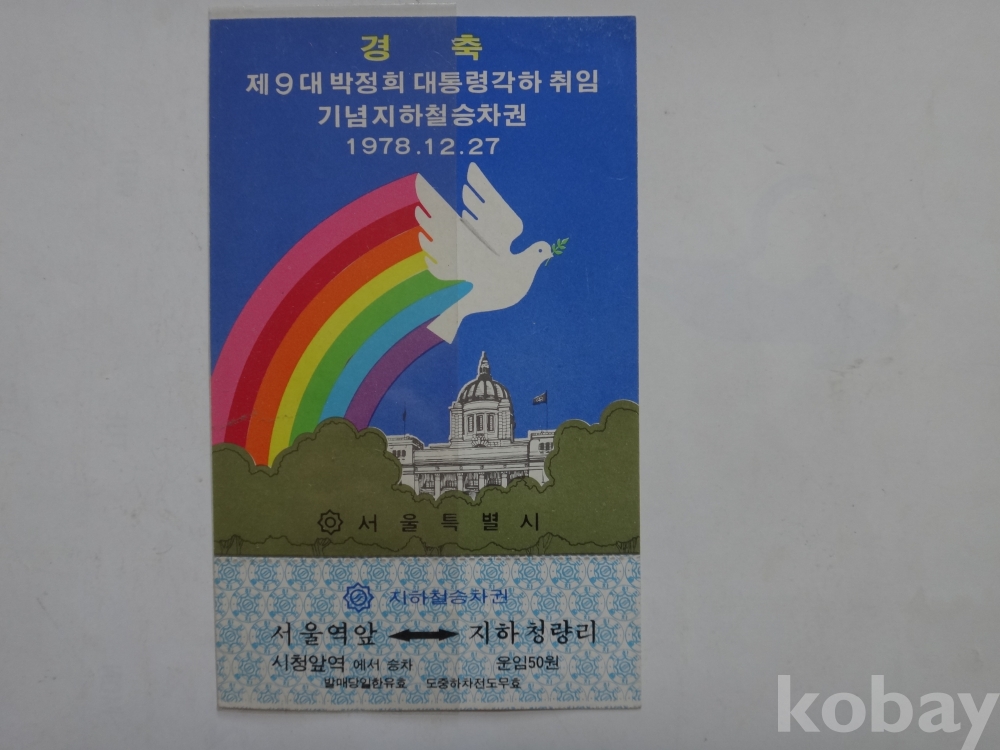 경 축
제9대 박정희 대통령각하 취임
기념지하철승차권
1978.12.27
서울특별시
지하철승차권
서울역앞 ↔ 지하 청량리
시청앞역 에서 승차 운임50원
발매당일한유효 도중하차전도무효
kobay